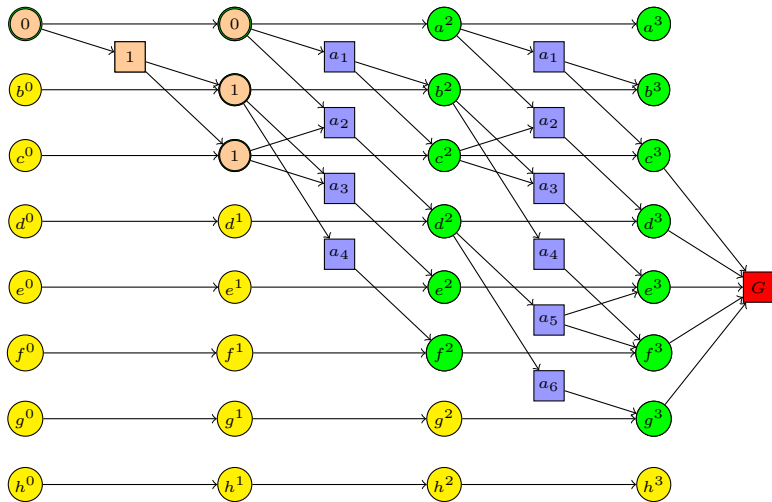 0 0 a² a³
1 a₁ a₁
b⁰ 1 b² b³
a₂ a₂
c⁰ 1 c² c³
a₃ a₃
d⁰ d¹ d² d³
a₄ a₄
e⁰ e¹ e² e³ G
a₅
f⁰ f¹ f² f³
a₆
g⁰ g¹ g² g³
h⁰ h¹ h² h³